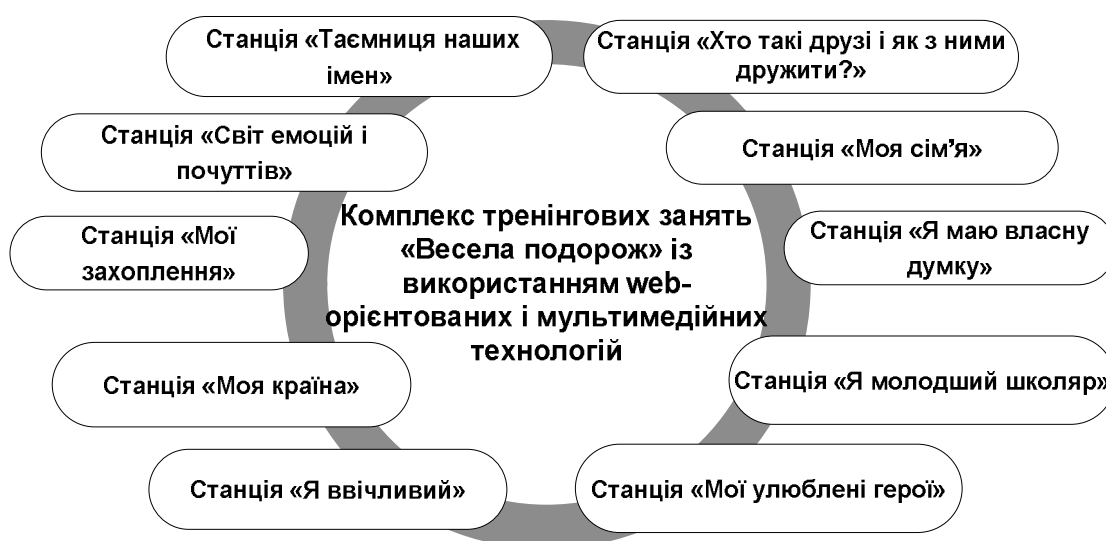 Станція «Таємниця наших
імен»
Станція «Хто такі друзі і як з ними
дружити?»
Станція «Світ емоцій і
почуттів»
Станція «Моя сім’я»
Станція «Мої
захоплення»
Комплекс тренінгових занять
«Весела подорож» із
використанням web-
орієнтованих і мультимедійних
технологій
Станція «Я маю власну
думку»
Станція «Моя країна»
Станція «Я молодший школяр»
Станція «Я ввічливий»
Станція «Мої улюблені герої»